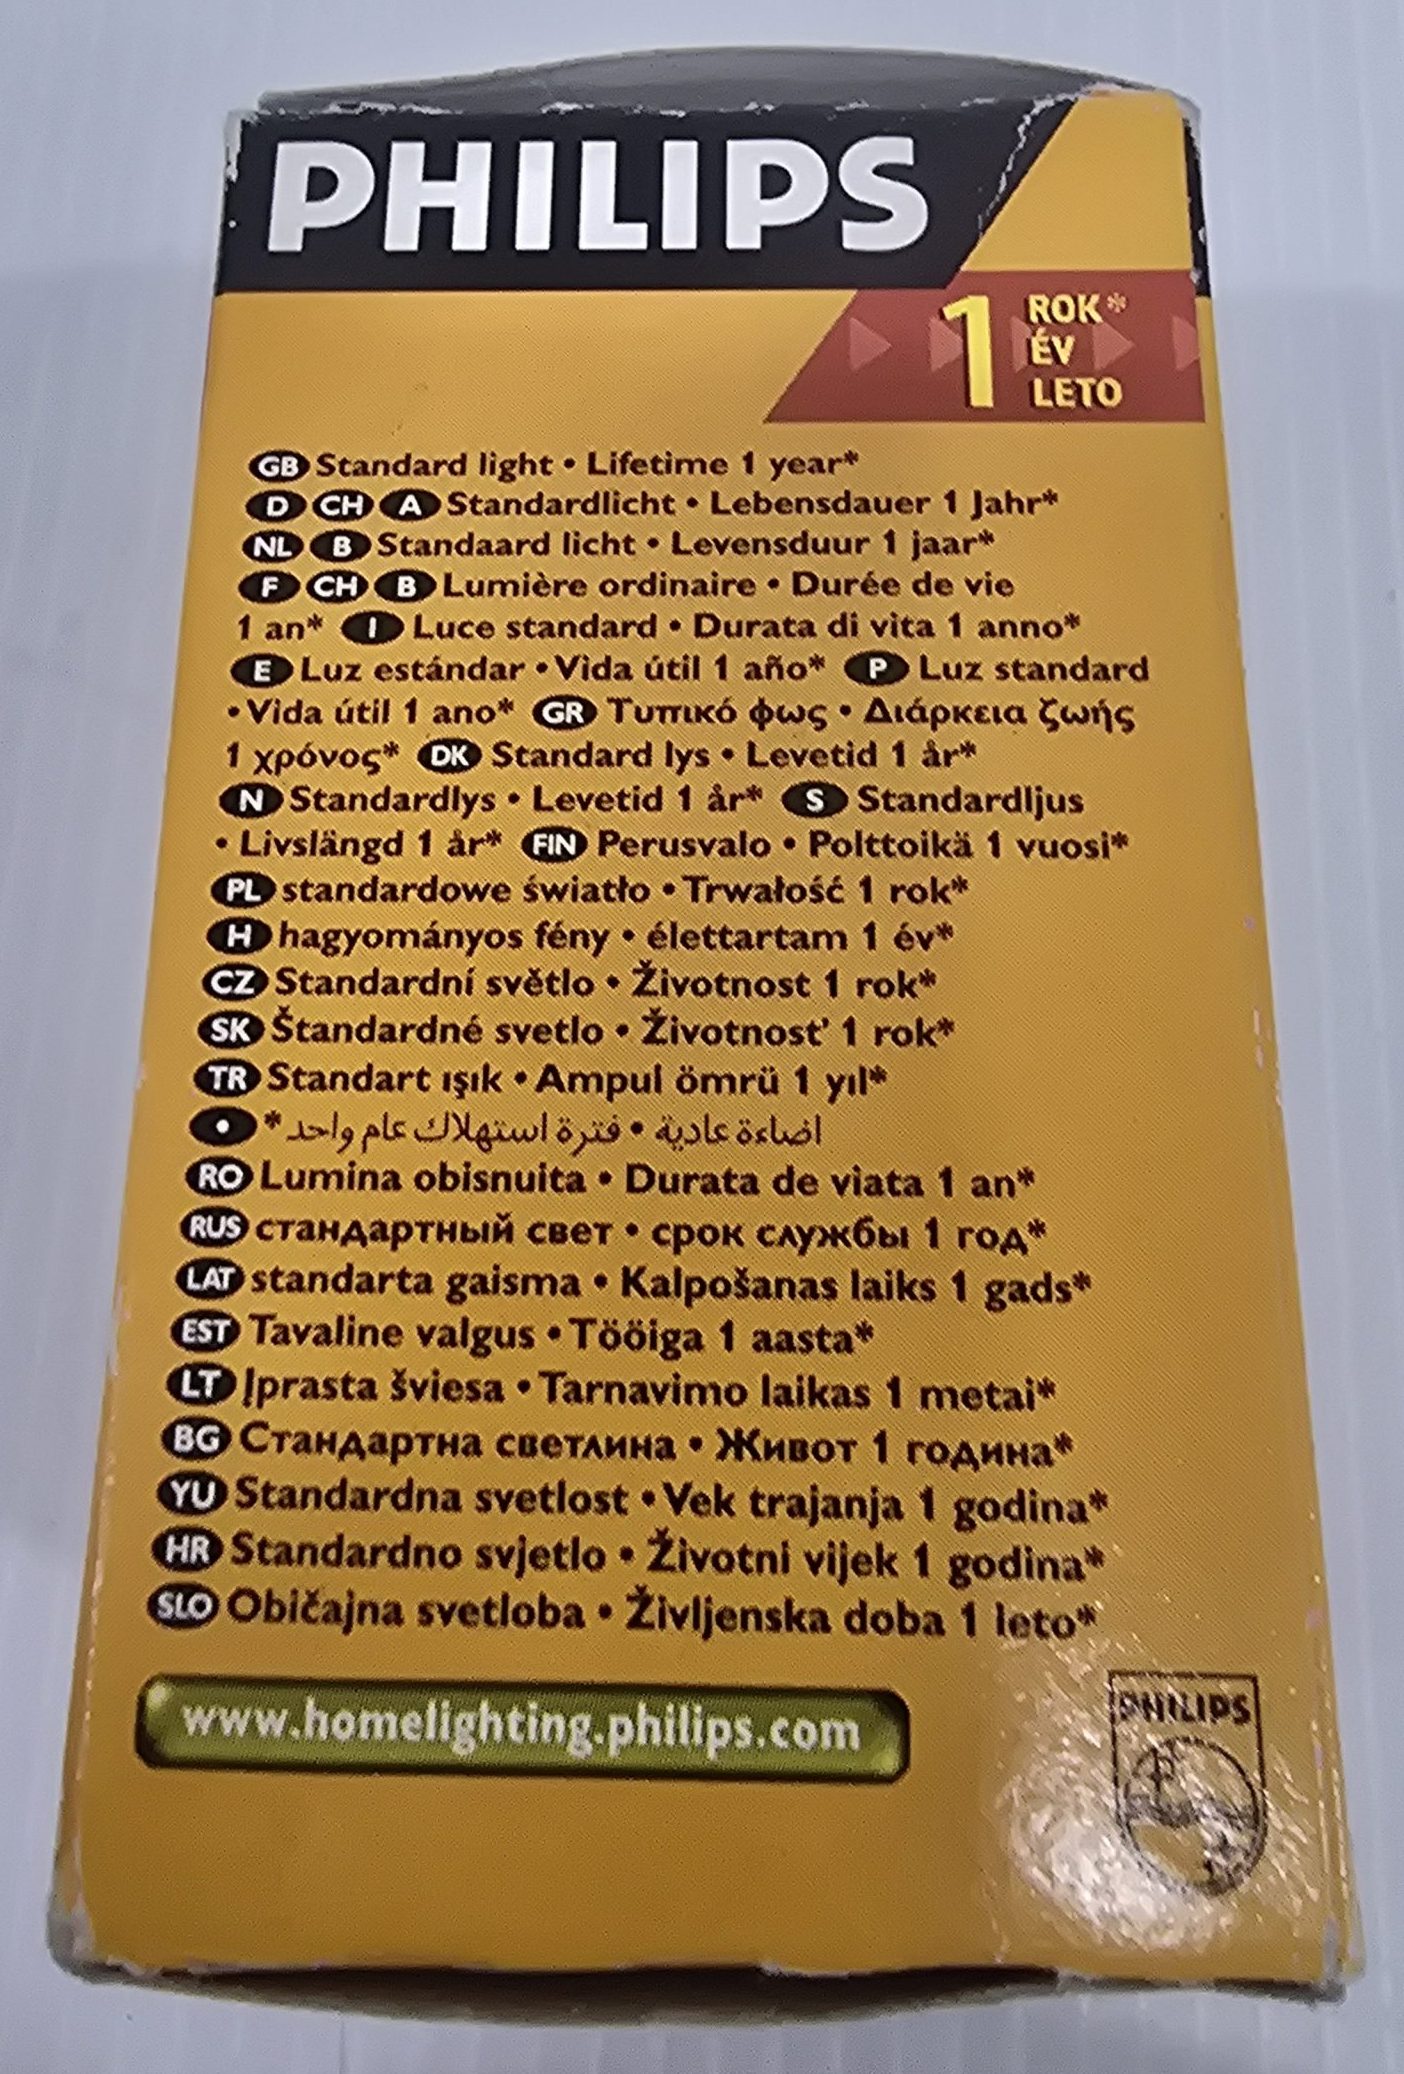 PHILIPS
1 ROK*
ÉV
LETO
GB Standard light • Lifetime 1 year*
D CH A Standardlicht • Lebensdauer 1 Jahr*
NL B Standaard licht • Levensduur 1 jaar*
F CH B Lumière ordinaire • Durée de vie
1 an* I Luce standard • Durata di vita 1 anno*
E Luz estándar • Vida útil 1 año* P Luz standard
• Vida útil 1 ano* GR Τυπικό φως • Διάρκεια ζωής
1 χρόνος* DK Standard lys • Levetid 1 år*
N Standardlys • Levetid 1 år* S Standardljus
• Livslängd 1 år* FIN Perusvalo • Polttoikä 1 vuosi*
PL standardowe światło • Trwałość 1 rok*
H hagyományos fény • élettartam 1 év*
CZ Standardní světlo • Životnost 1 rok*
SK Štandardné svetlo • Životnosť 1 rok*
TR Standart ışık • Ampul ömrü 1 yıl*
• اضاءة عادية • فترة استهلاك عام واحد*
RO Lumina obisnuita • Durata de viata 1 an*
RUS стандартный свет • срок службы 1 год*
LAT standarta gaisma • Kalpošanas laiks 1 gads*
EST Tavaline valgus • Tööiga 1 aasta*
LT Įprasta šviesa • Tarnavimo laikas 1 metai*
BG Стандартна светлина • Живот 1 година*
YU Standardna svetlost • Vek trajanja 1 godina*
HR Standardno svjetlo • Životni vijek 1 godina*
SLO Običajna svetloba • Življenska doba 1 leto*
www.homelighting.philips.com
PHILIPS